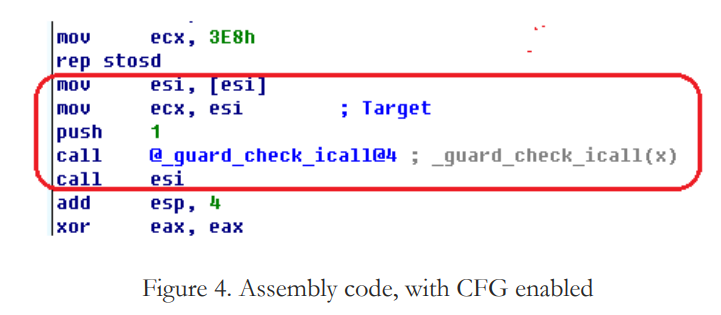 mov ecx, 3E8h
rep stosd
mov esi, [esi]
mov ecx, esi ; Target
push 1
call @_guard_check_icall@4 ; _guard_check_icall(x)
call esi
add esp, 4
xor eax, eax
Figure 4. Assembly code, with CFG enabled